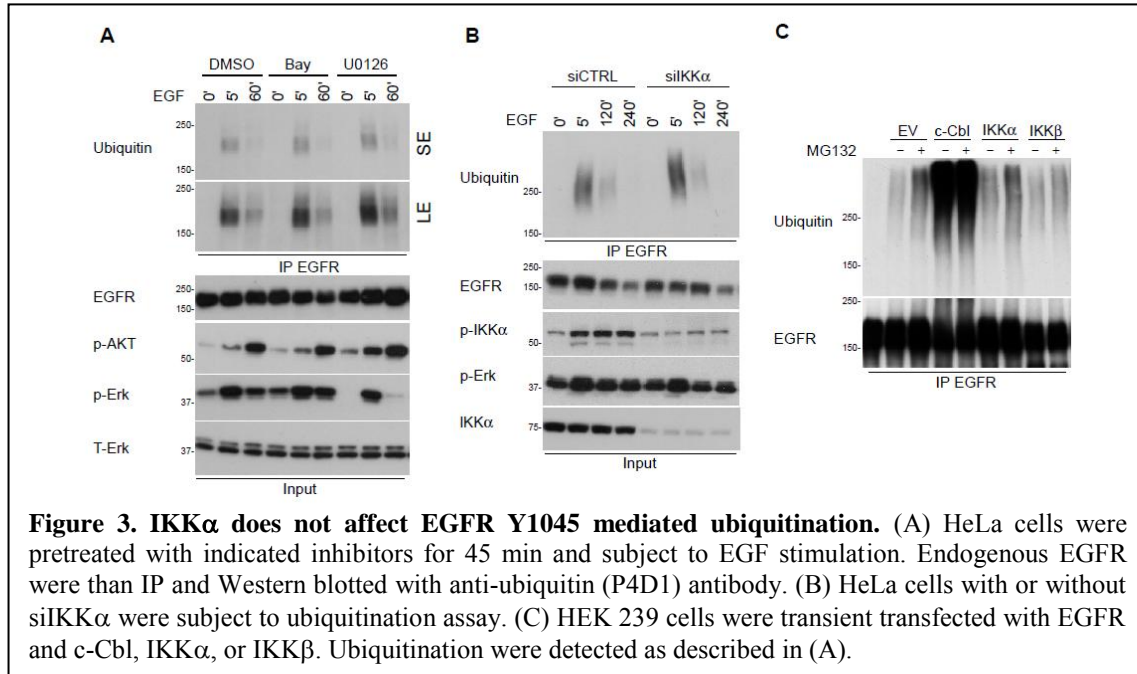 A
DMSO Bay U0126
EGF 0' 5' 60' 0' 5' 60' 0' 5' 60'
Ubiquitin 250- 150- SE
250- 150- LE
IP EGFR
EGFR 250- 150-
p-AKT 50-
p-Erk 37-
T-Erk 37-
Input
B
siCTRL siIKKα
EGF 0' 5' 120' 240' 0' 5' 120' 240'
Ubiquitin 250- 150-
IP EGFR
EGFR 250- 150-
p-IKKα 50-
p-Erk 37-
IKKα 75-
Input
C
EV c-Cbl IKKα IKKβ
MG132 – + – + – + – +
Ubiquitin 250- 150-
EGFR 250- 150-
IP EGFR
Figure 3. IKKα does not affect EGFR Y1045 mediated ubiquitination. (A) HeLa cells were
pretreated with indicated inhibitors for 45 min and subject to EGF stimulation. Endogenous EGFR
were than IP and Western blotted with anti-ubiquitin (P4D1) antibody. (B) HeLa cells with or without
siIKKα were subject to ubiquitination assay. (C) HEK 239 cells were transient transfected with EGFR
and c-Cbl, IKKα, or IKKβ. Ubiquitination were detected as described in (A).